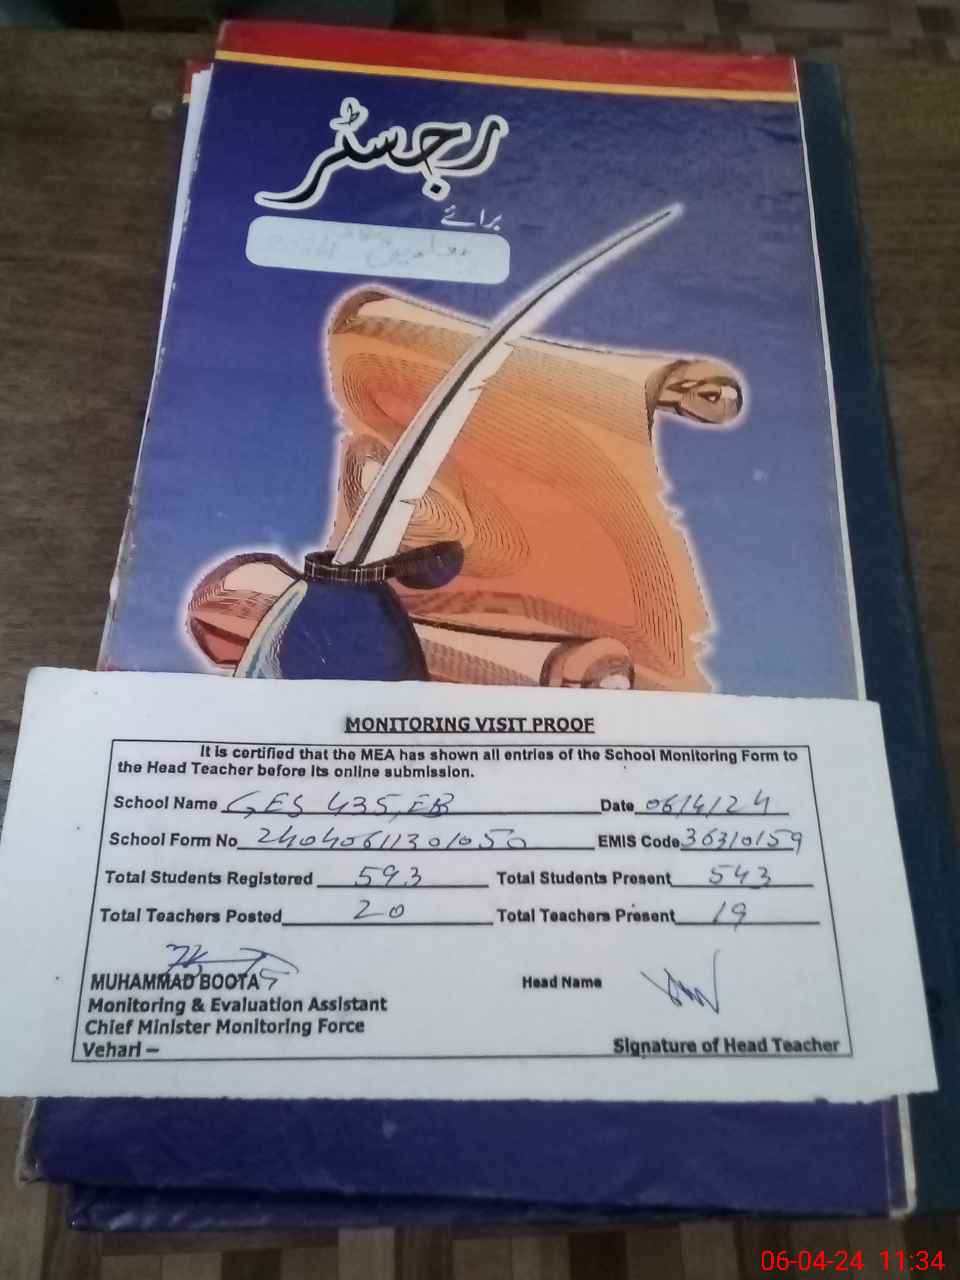 رجسٹر
برائے
MONITORING VISIT PROOF
It is certified that the MEA has shown all entries of the School Monitoring Form to
the Head Teacher before its online submission.
School Name GES 435, EB Date 06/4/24
School Form No 24040611301050 EMIS Code 36310159
Total Students Registered 593 Total Students Present 543
Total Teachers Posted 20 Total Teachers Present 19
MUHAMMAD BOOTA Head Name
Monitoring & Evaluation Assistant
Chief Minister Monitoring Force
Vehari – Signature of Head Teacher
06-04-24 11:34